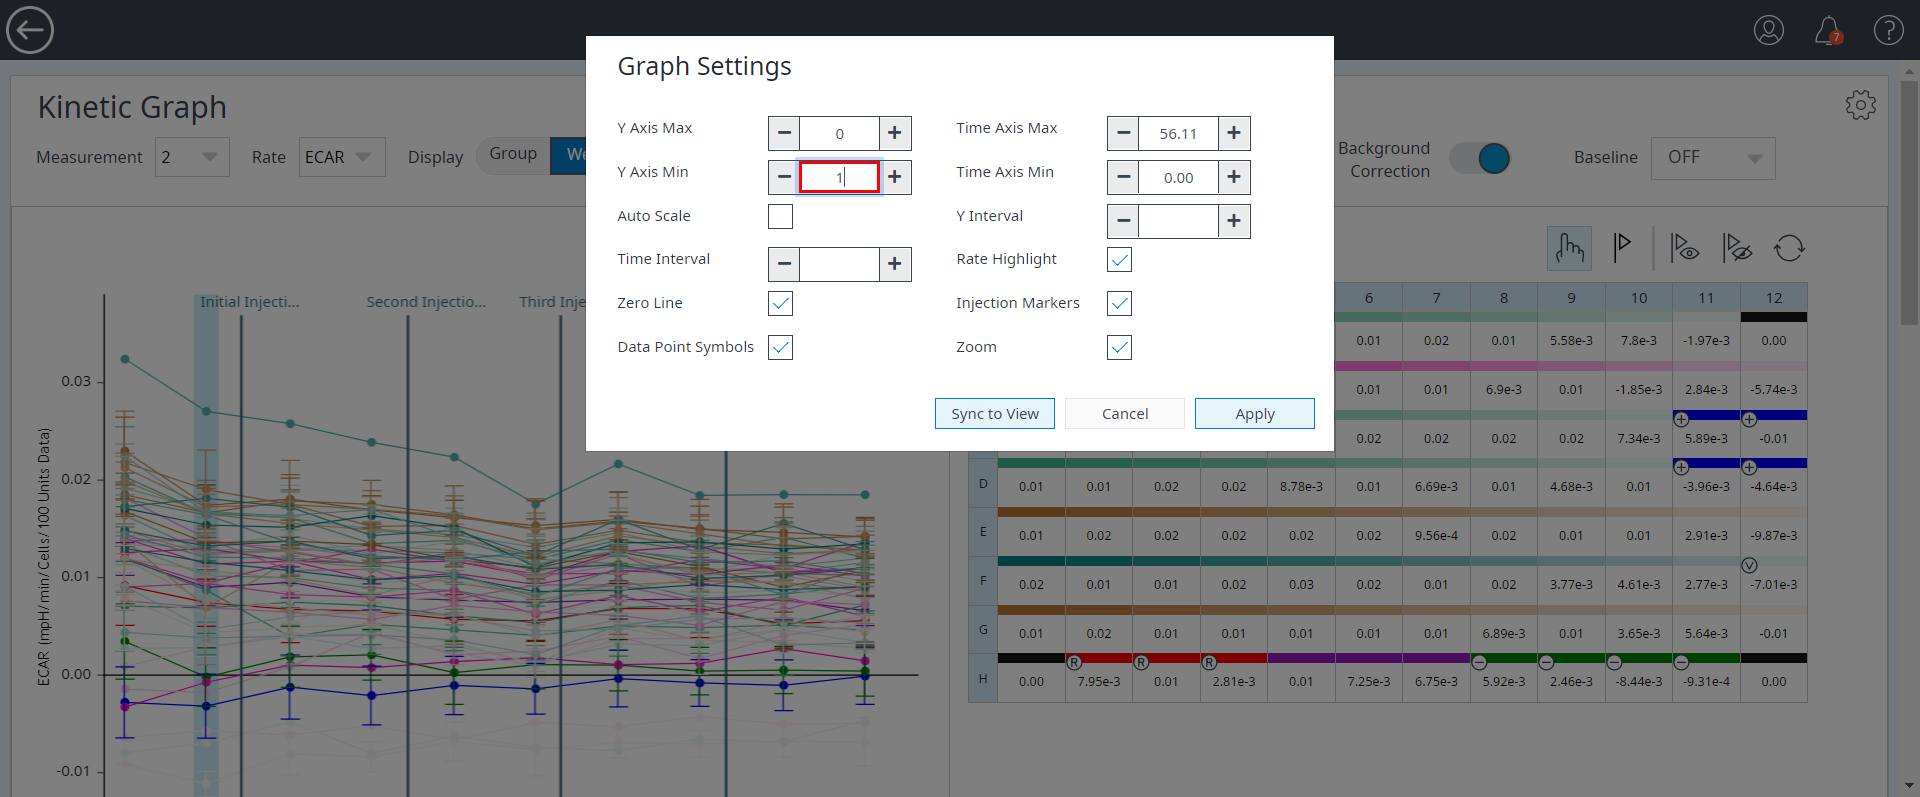 7
Kinetic Graph
Measurement 2 Rate ECAR Display Group We
Background Correction
Baseline OFF
Graph Settings
Y Axis Max 0 Time Axis Max 56.11
Y Axis Min 1 Time Axis Min 0.00
Auto Scale Y Interval
Time Interval Rate Highlight
Zero Line Injection Markers
Data Point Symbols Zoom
Sync to View Cancel Apply
Initial Injecti... Second Injectio... Third Inje
ECAR (mpH/min/Cells/100 Units Data)
0.03
0.02
0.01
0.00
-0.01
6 7 8 9 10 11 12
0.01 0.02 0.01 5.58e-3 7.8e-3 -1.97e-3 0.00
0.01 0.01 6.9e-3 0.01 -1.85e-3 2.84e-3 -5.74e-3
0.02 0.02 0.02 0.02 7.34e-3 5.89e-3 -0.01
D 0.01 0.01 0.02 0.02 8.78e-3 0.01 6.69e-3 0.01 4.68e-3 0.01 -3.96e-3 -4.64e-3
E 0.01 0.02 0.02 0.02 0.02 0.02 9.56e-4 0.02 0.01 0.01 2.91e-3 -9.87e-3
V
F 0.02 0.01 0.01 0.02 0.03 0.02 0.01 0.02 3.77e-3 4.61e-3 2.77e-3 -7.01e-3
G 0.01 0.02 0.01 0.01 0.01 0.01 0.01 6.89e-3 0.01 3.65e-3 5.64e-3 -0.01
R R R
H 0.00 7.95e-3 0.01 2.81e-3 0.01 7.25e-3 6.75e-3 5.92e-3 2.46e-3 -8.44e-3 -9.31e-4 0.00